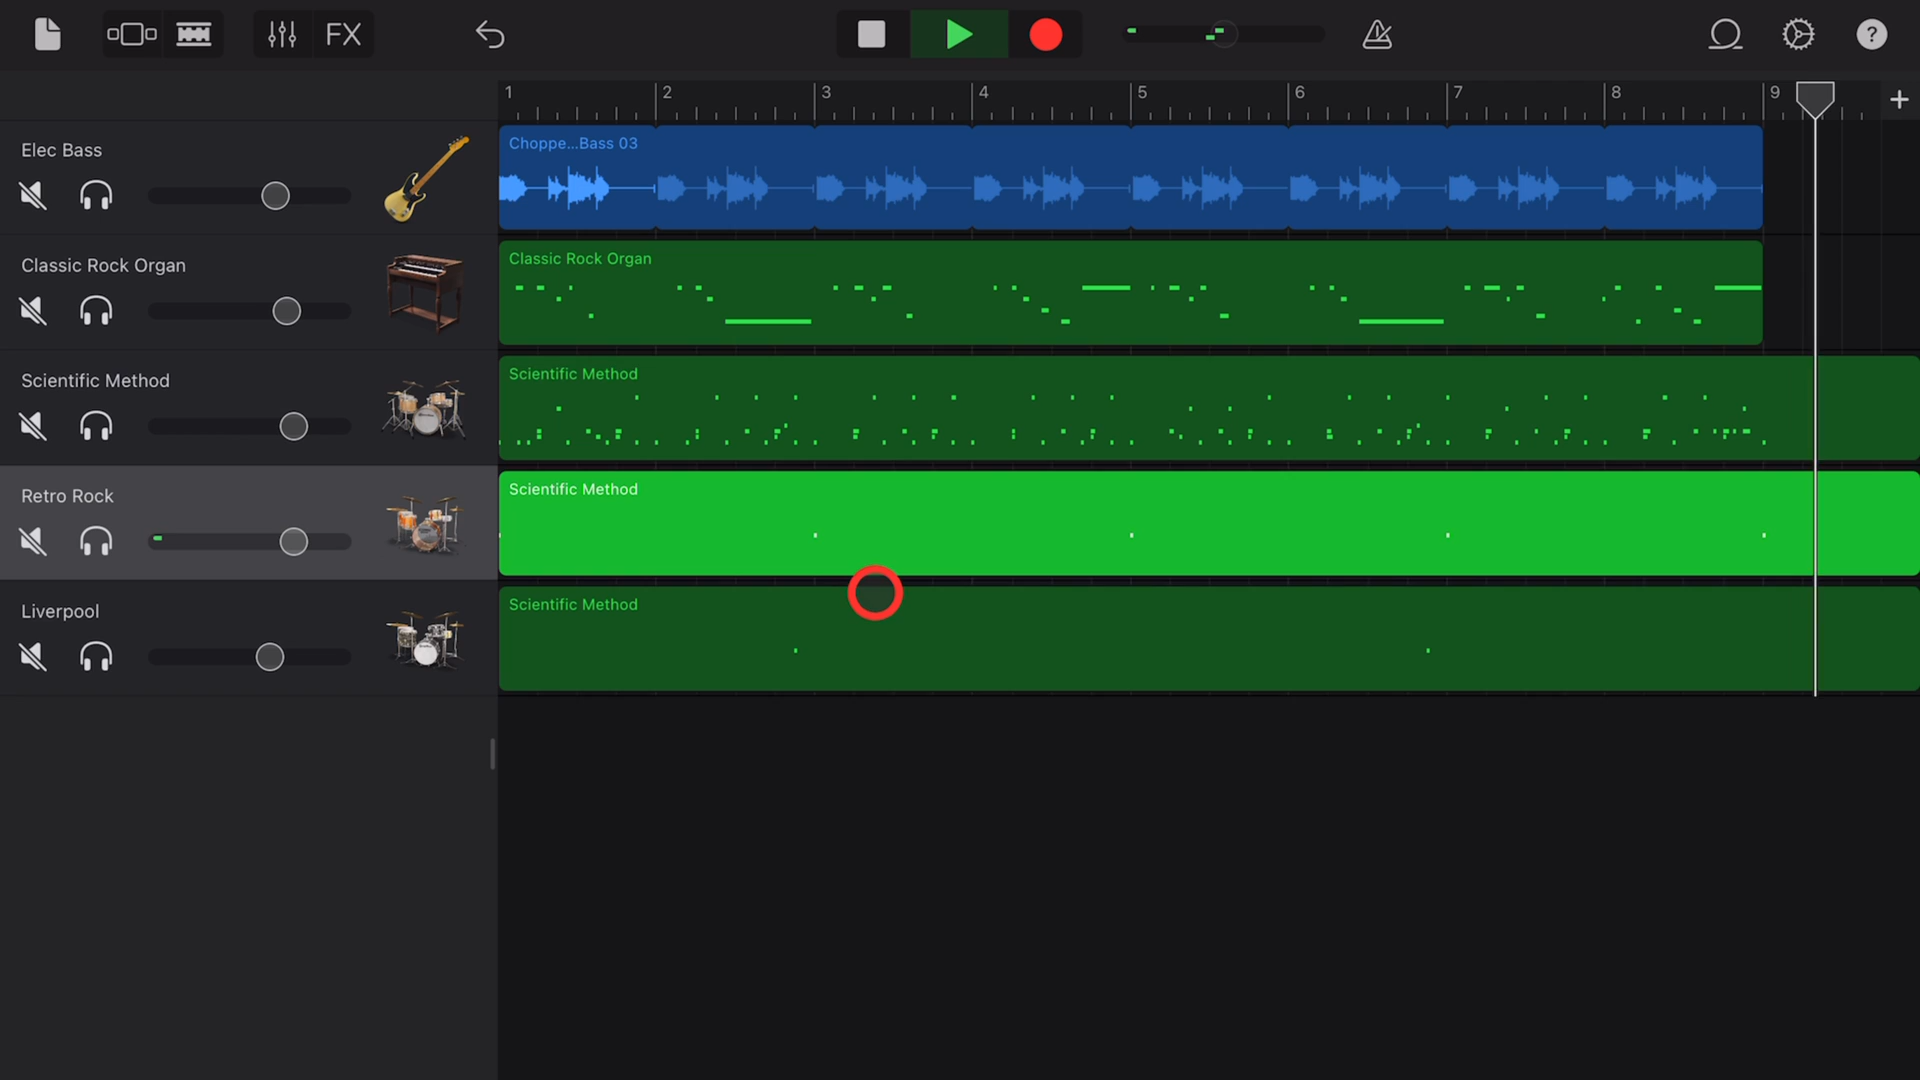 FX
?
1 2 3 4 5 6 7 8 9 +
Elec Bass
Choppe...Bass 03
Classic Rock Organ
Classic Rock Organ
Scientific Method
Scientific Method
Retro Rock
Scientific Method
Liverpool
Scientific Method